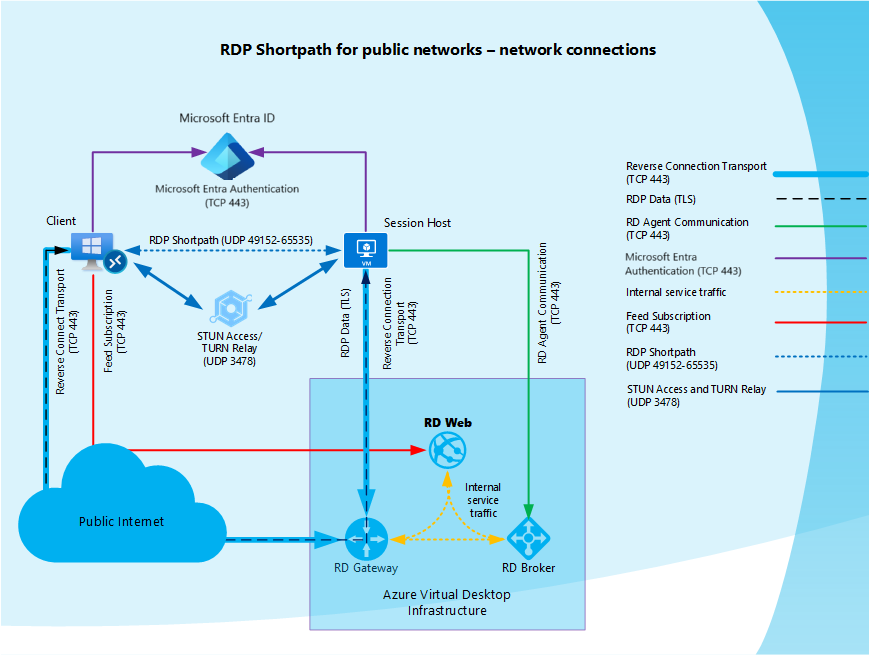 RDP Shortpath for public networks – network connections
Microsoft Entra ID
Microsoft Entra Authentication
(TCP 443)
Client
Session Host
RDP Shortpath (UDP 49152-65535)
VM
STUN Access/
TURN Relay
(UDP 3478)
Reverse Connect Transport
(TCP 443)
Feed Subscription
(TCP 443)
RDP Data (TLS)
Reverse Connection
Transport
(TCP 443)
RD Agent Communication
(TCP 443)
RD Web
Internal
service
traffic
Public Internet
RD Gateway
RD Broker
Azure Virtual Desktop
Infrastructure
Reverse Connection Transport
(TCP 443)
RDP Data (TLS)
RD Agent Communication
(TCP 443)
Microsoft Entra
Authentication (TCP 443)
Internal service traffic
Feed Subscription
(TCP 443)
RDP Shortpath
(UDP 49152-65535)
STUN Access and TURN Relay
(UDP 3478)